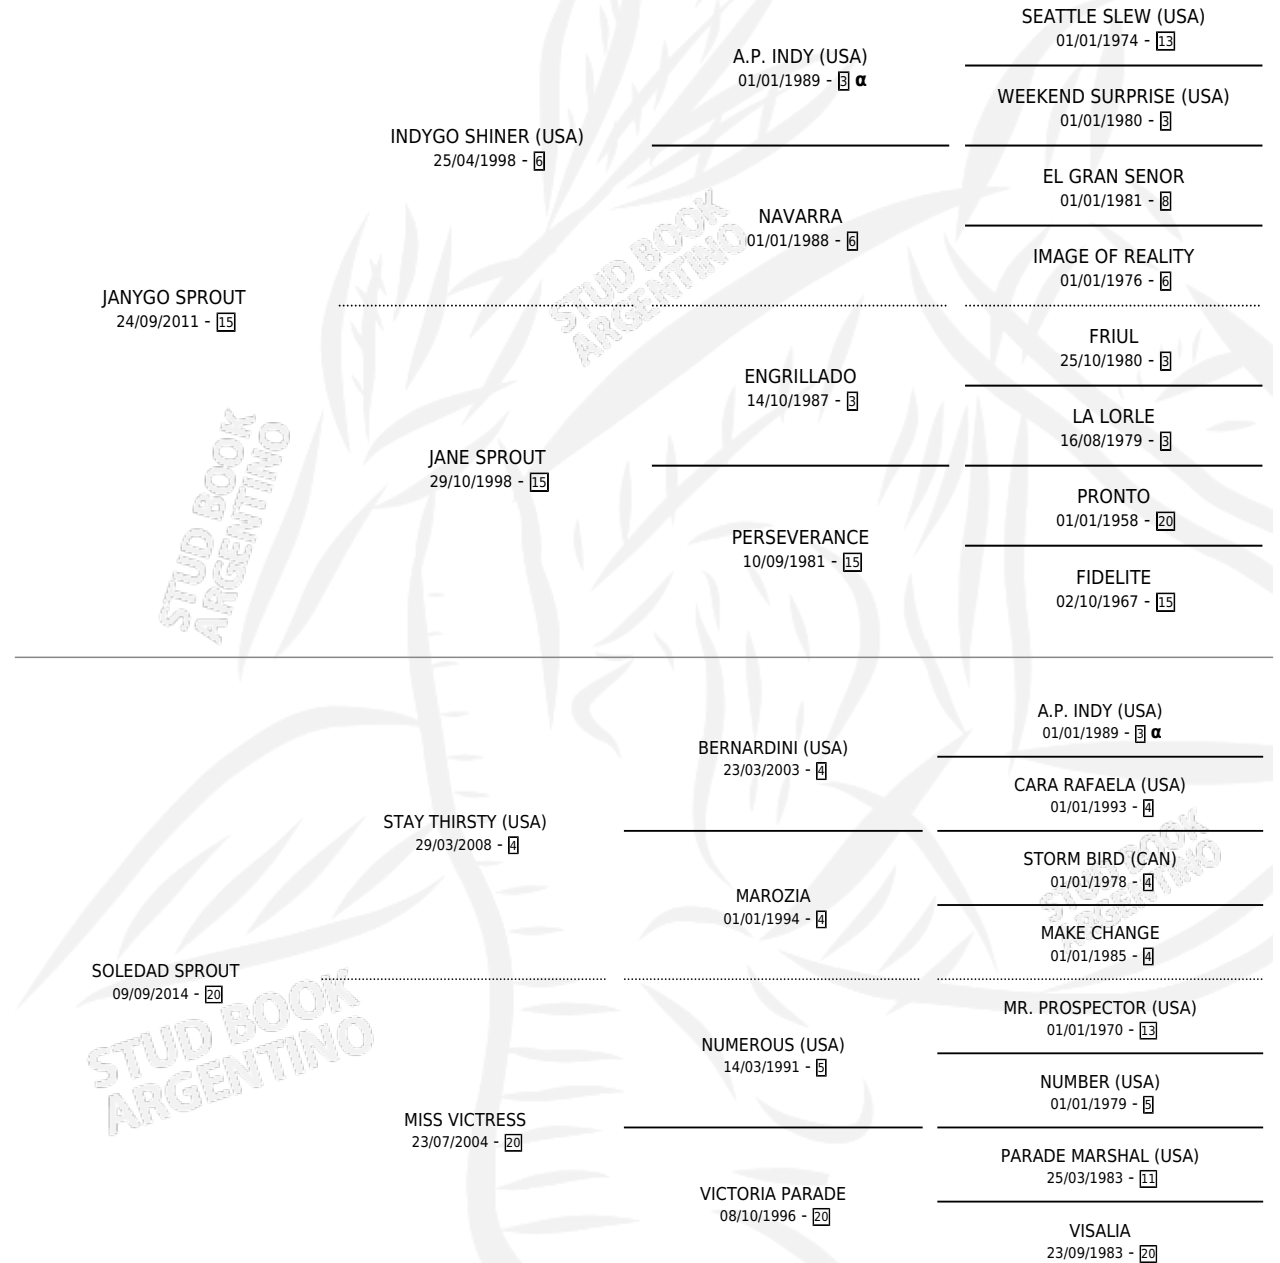 SEATTLE SLEW (USA)
01/01/1974 - 13
A.P. INDY (USA)
01/01/1989 - 3 α
WEEKEND SURPRISE (USA)
01/01/1980 - 3
INDYGO SHINER (USA)
25/04/1998 - 6
EL GRAN SENOR
01/01/1981 - 8
NAVARRA
01/01/1988 - 6
IMAGE OF REALITY
01/01/1976 - 6
JANYGO SPROUT
24/09/2011 - 15
FRIUL
25/10/1980 - 3
ENGRILLADO
14/10/1987 - 3
LA LORLE
16/08/1979 - 3
JANE SPROUT
29/10/1998 - 15
PRONTO
01/01/1958 - 20
PERSEVERANCE
10/09/1981 - 15
FIDELITE
02/10/1967 - 15
STUD BOOK
ARGENTINO
STUD BOOK
ARGENTINO
A.P. INDY (USA)
01/01/1989 - 3 α
BERNARDINI (USA)
23/03/2003 - 4
CARA RAFAELA (USA)
01/01/1993 - 4
STAY THIRSTY (USA)
29/03/2008 - 4
STORM BIRD (CAN)
01/01/1978 - 4
MAROZIA
01/01/1994 - 4
MAKE CHANGE
01/01/1985 - 4
SOLEDAD SPROUT
09/09/2014 - 20
MR. PROSPECTOR (USA)
01/01/1970 - 13
NUMEROUS (USA)
14/03/1991 - 5
NUMBER (USA)
01/01/1979 - 5
MISS VICTRESS
23/07/2004 - 20
PARADE MARSHAL (USA)
25/03/1983 - 11
VICTORIA PARADE
08/10/1996 - 20
VISALIA
23/09/1983 - 20
STUD BOOK
ARGENTINO
STUD BOOK
ARGENTINO